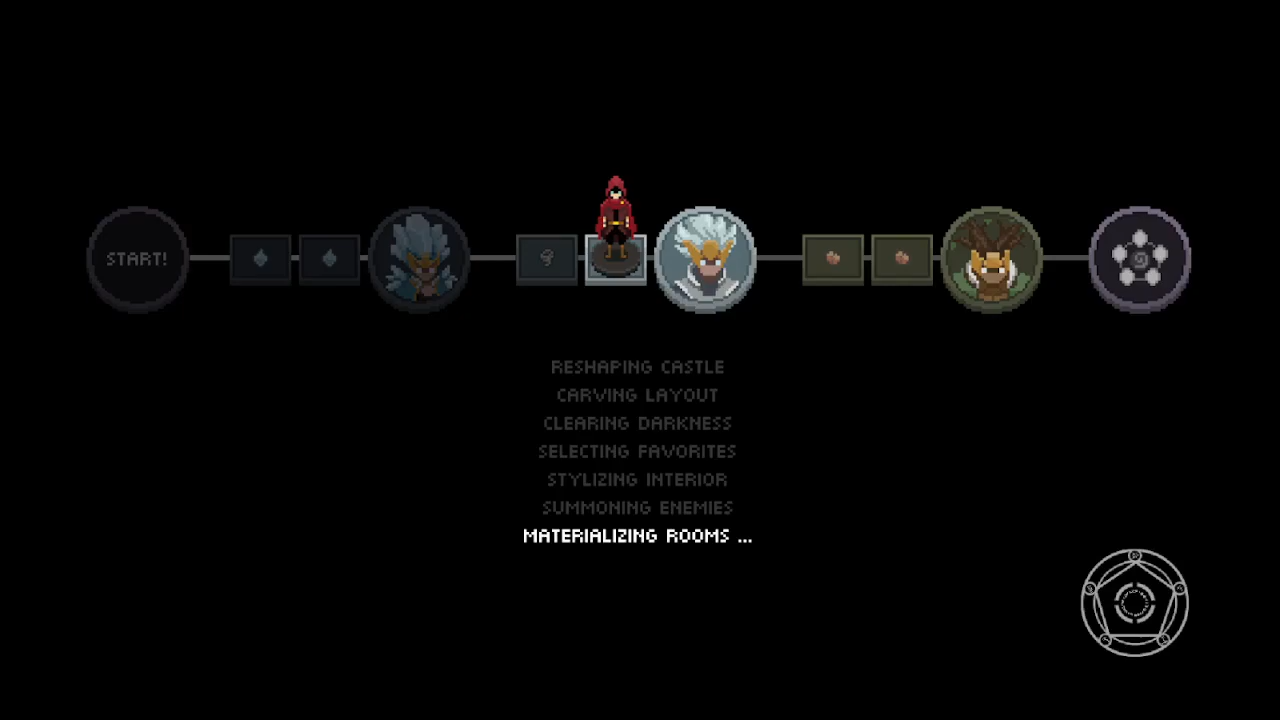 START!
RESHAPING CASTLE
CARVING LAYOUT
CLEARING DARKNESS
SELECTING FAVORITES
STYLIZING INTERIOR
SUMMONING ENEMIES
MATERIALIZING ROOMS ...